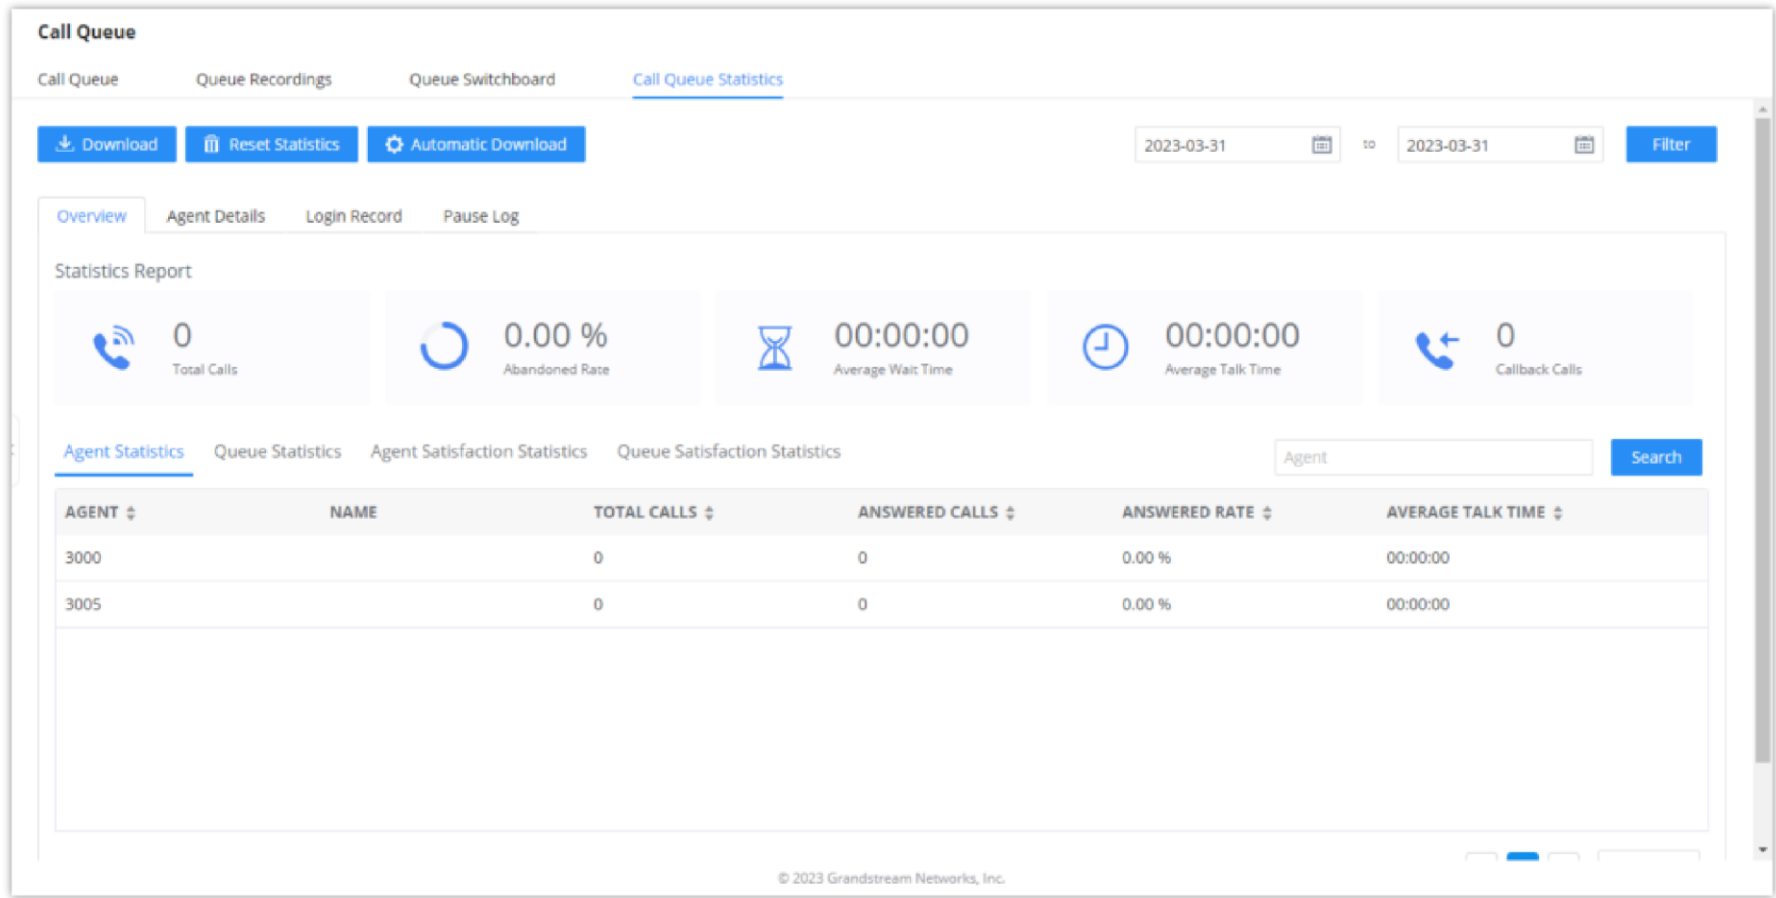 Call Queue
Call Queue Queue Recordings Queue Switchboard Call Queue Statistics
Download Reset Statistics Automatic Download 2023-03-31 to 2023-03-31 Filter
Overview Agent Details Login Record Pause Log
Statistics Report
0 0.00 % 00:00:00 00:00:00 0
Total Calls Abandoned Rate Average Wait Time Average Talk Time Callback Calls
Agent Statistics Queue Statistics Agent Satisfaction Statistics Queue Satisfaction Statistics Agent Search
AGENT NAME TOTAL CALLS ANSWERED CALLS ANSWERED RATE AVERAGE TALK TIME
3000 0 0 0.00 % 00:00:00
3005 0 0 0.00 % 00:00:00
© 2023 Grandstream Networks, Inc.